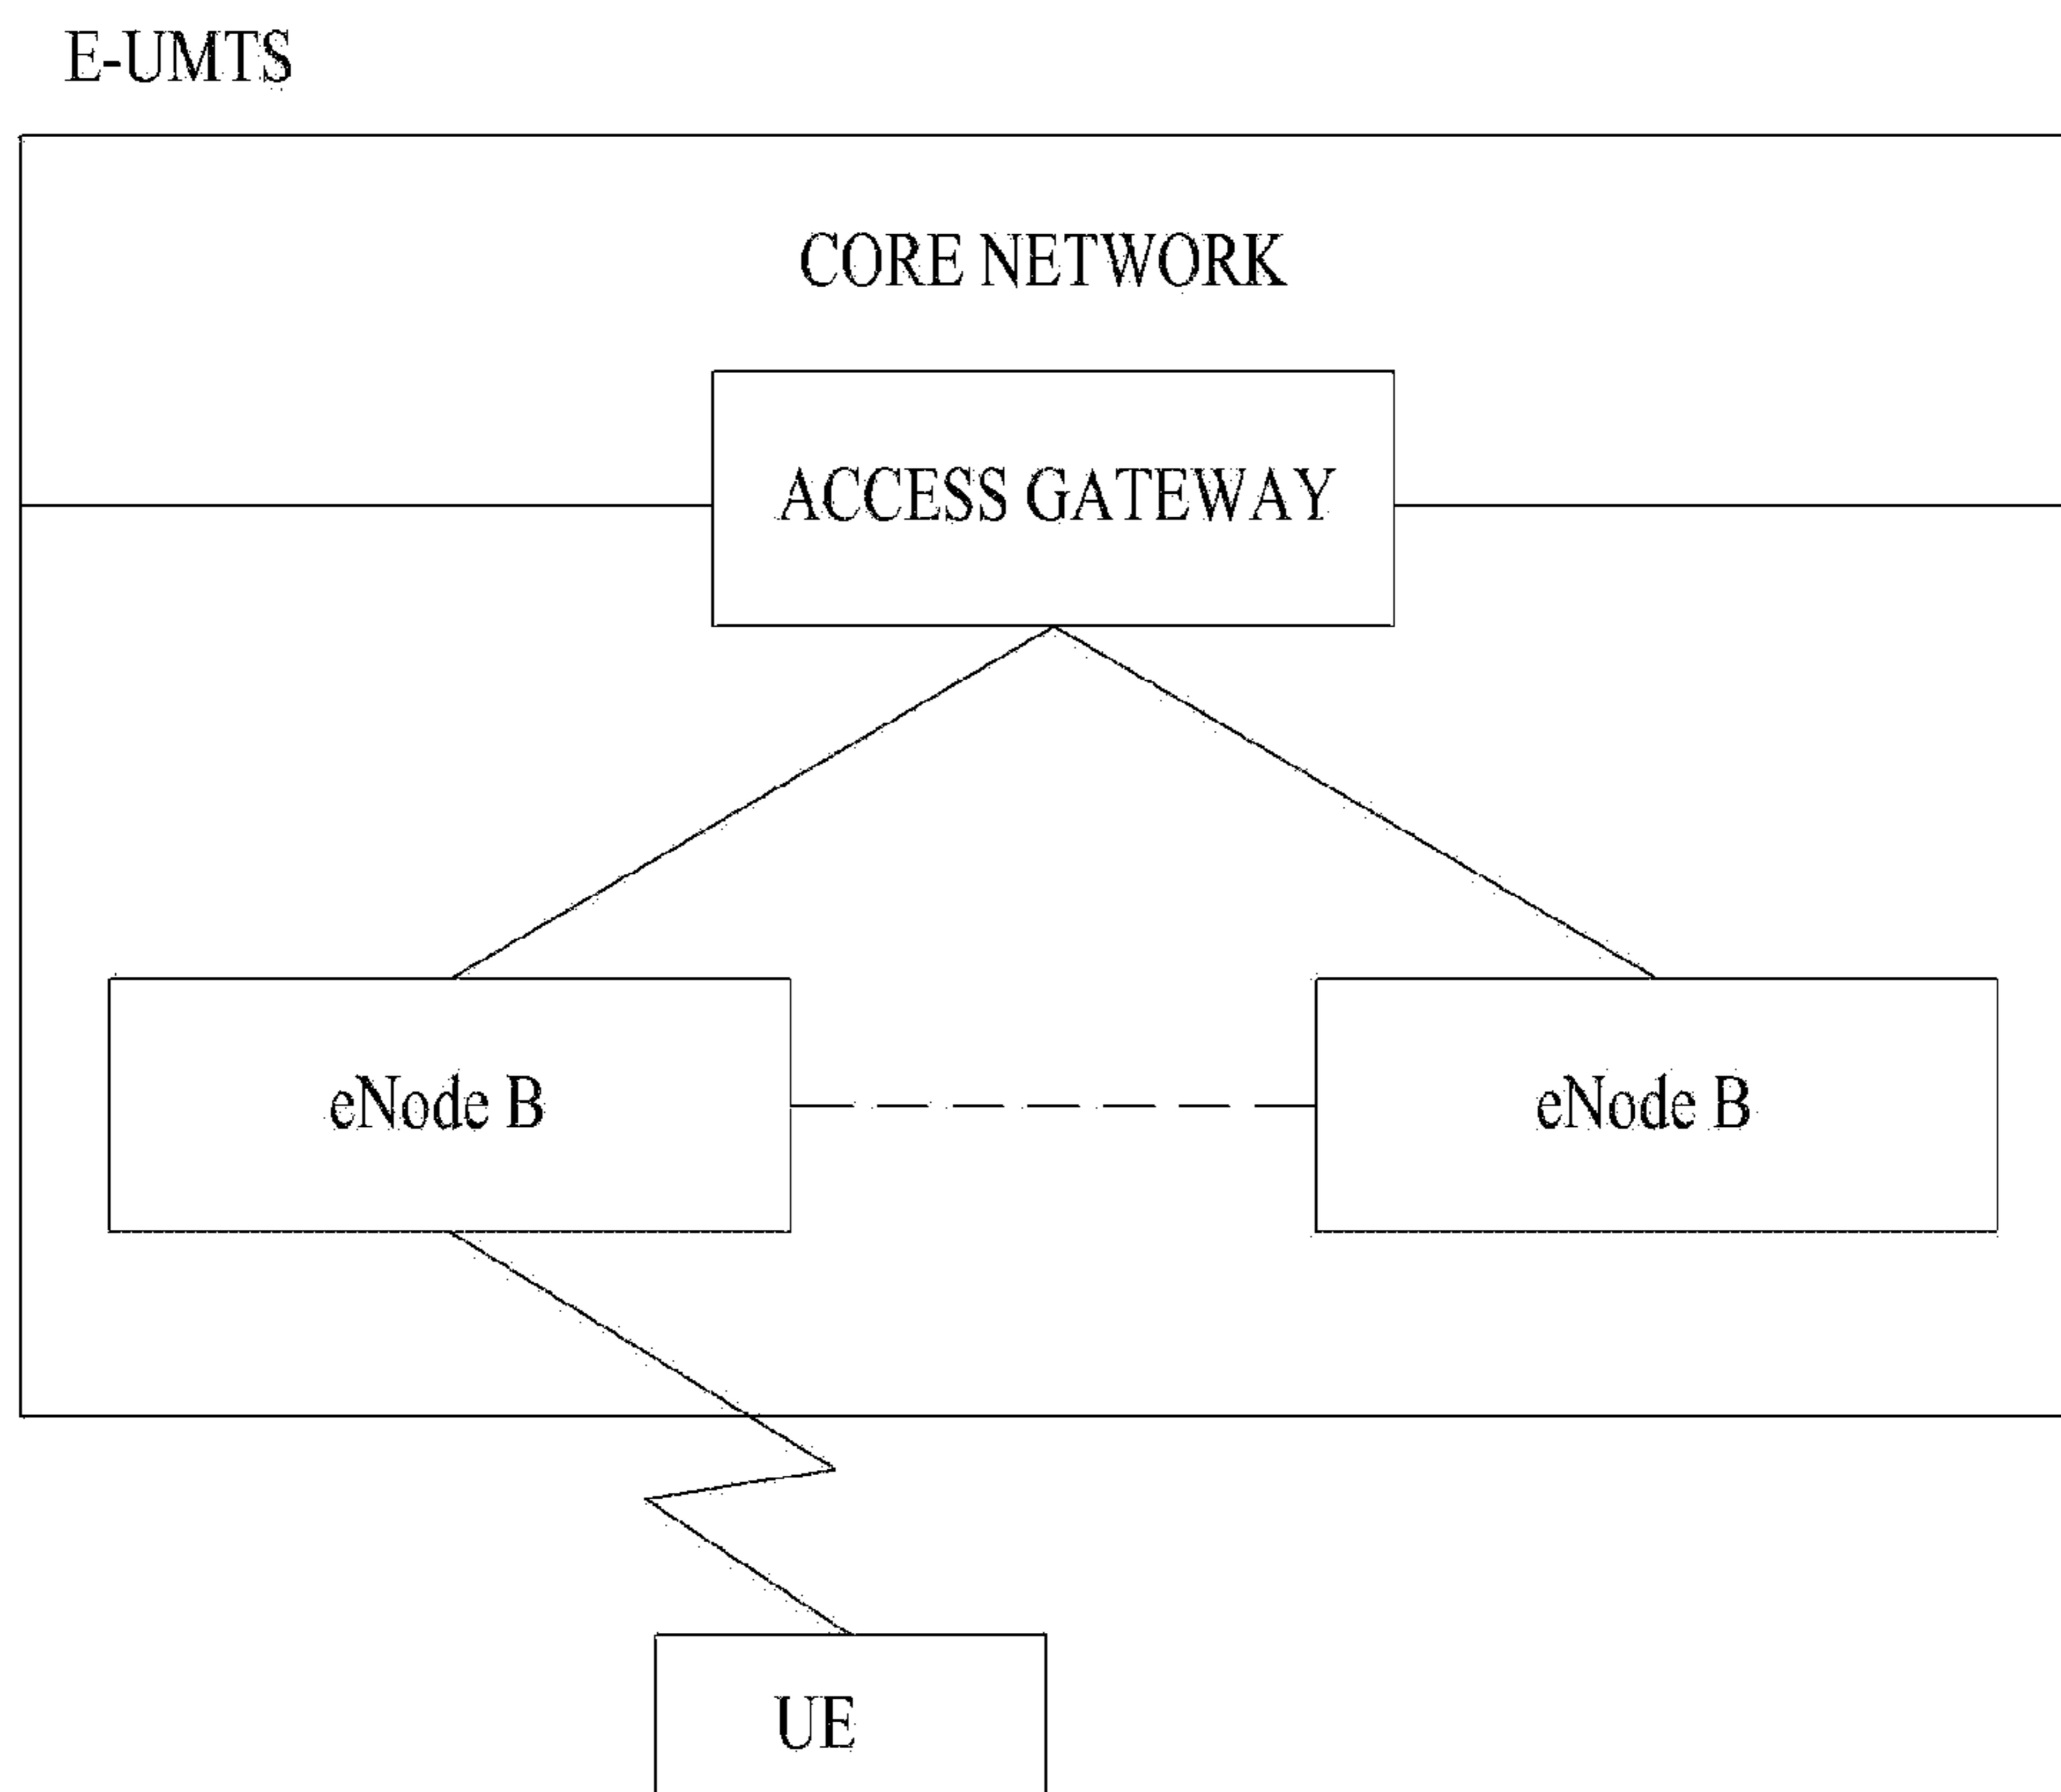 E-UMTS
CORE NETWORK
ACCESS GATEWAY
eNode B
eNode B
UE